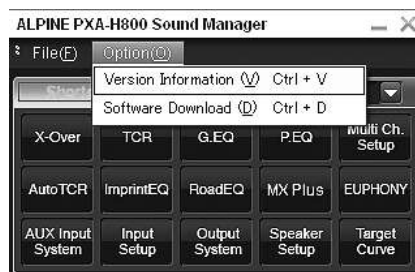 ALPINE PXA-H800 Sound Manager
File(F) Option(O)
Version Information (V) Ctrl + V
Software Download (D) Ctrl + D
X-Over TCR G.EQ P.EQ Multi Ch. Setup
AutoTCR ImprintEQ RoadEQ MX Plus EUPHONY
AUX Input System Input Setup Output System Speaker Setup Target Curve